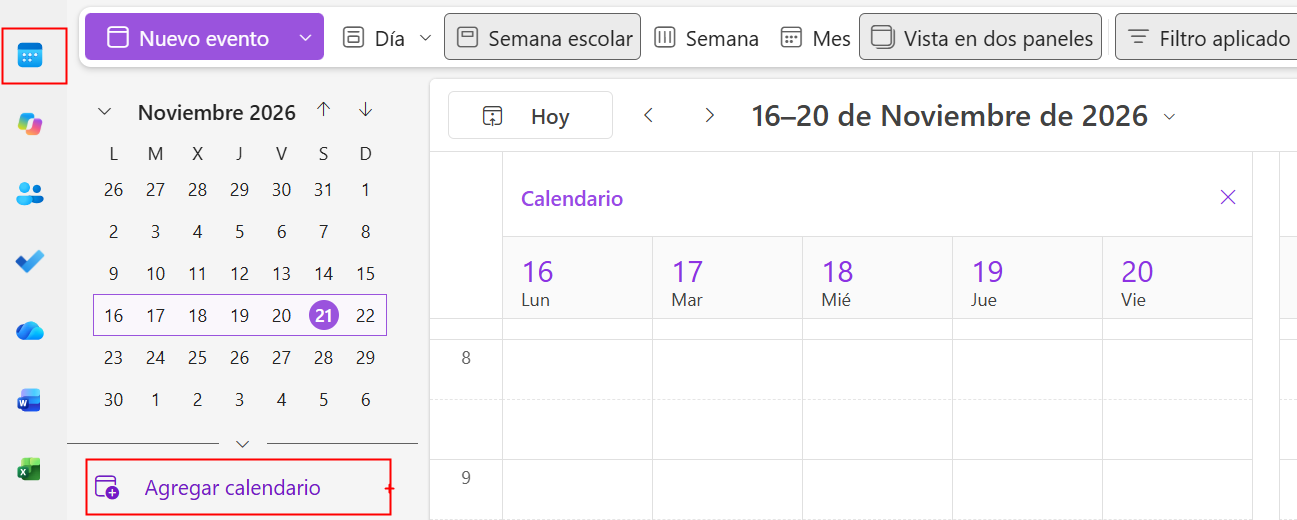 Nuevo evento Día Semana escolar Semana Mes Vista en dos paneles Filtro aplicado
Noviembre 2026
L M X J V S D
26 27 28 29 30 31 1
2 3 4 5 6 7 8
9 10 11 12 13 14 15
16 17 18 19 20 21 22
23 24 25 26 27 28 29
30 1 2 3 4 5 6
Agregar calendario
Hoy 16–20 de Noviembre de 2026
Calendario
16 17 18 19 20
Lun Mar Mié Jue Vie
8
9